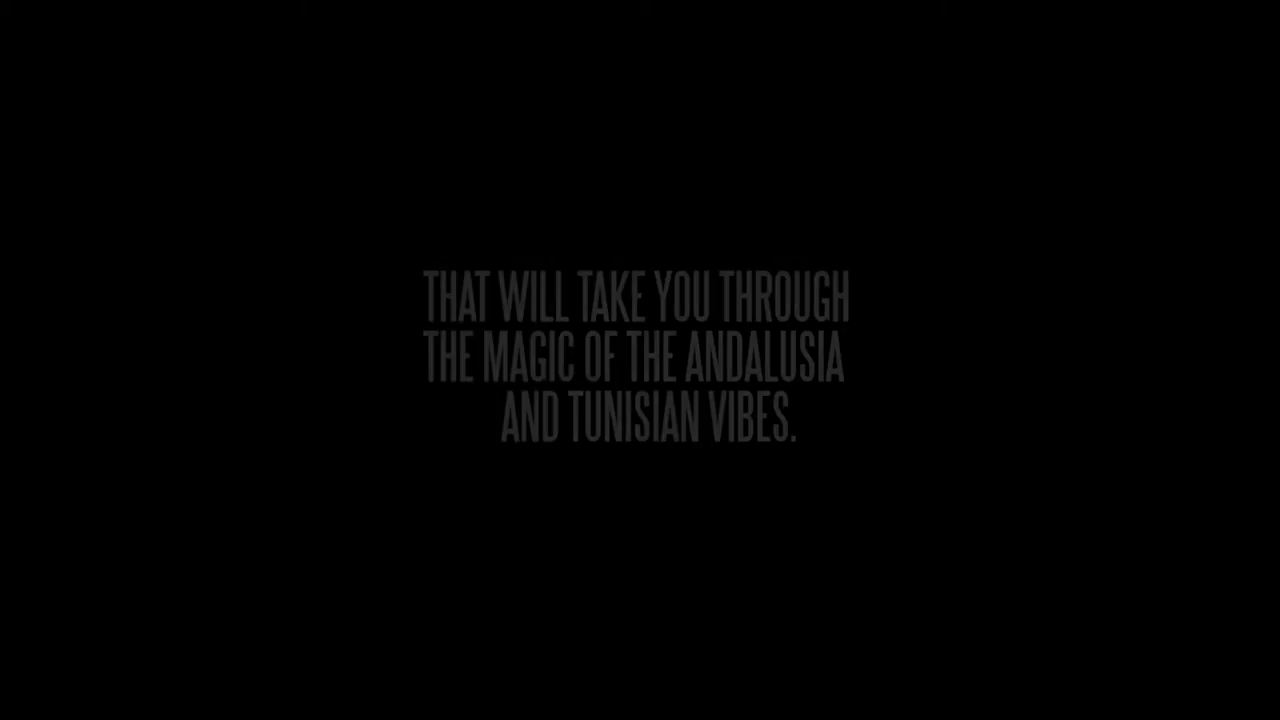 THAT WILL TAKE YOU THROUGH
THE MAGIC OF THE ANDALUSIA
AND TUNISIAN VIBES.